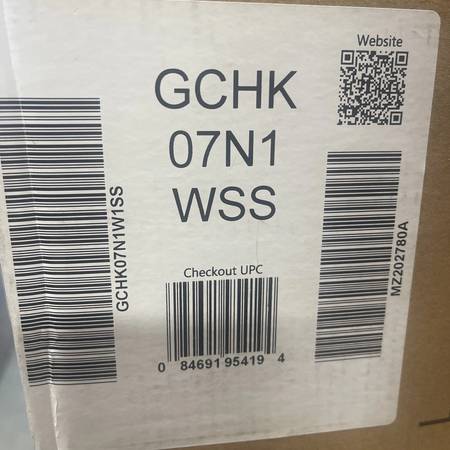 Website
GCHK
07N1
WSS
GCHK07N1W1SS
MZ202780A
Checkout UPC
0 84691 95419 4